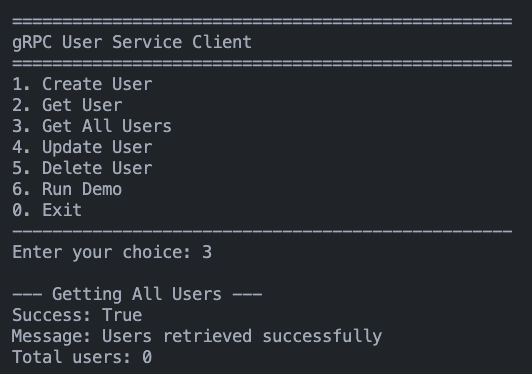 ==================================================
gRPC User Service Client
==================================================
1. Create User
2. Get User
3. Get All Users
4. Update User
5. Delete User
6. Run Demo
0. Exit
--------------------------------------------------
Enter your choice: 3

--- Getting All Users ---
Success: True
Message: Users retrieved successfully
Total users: 0